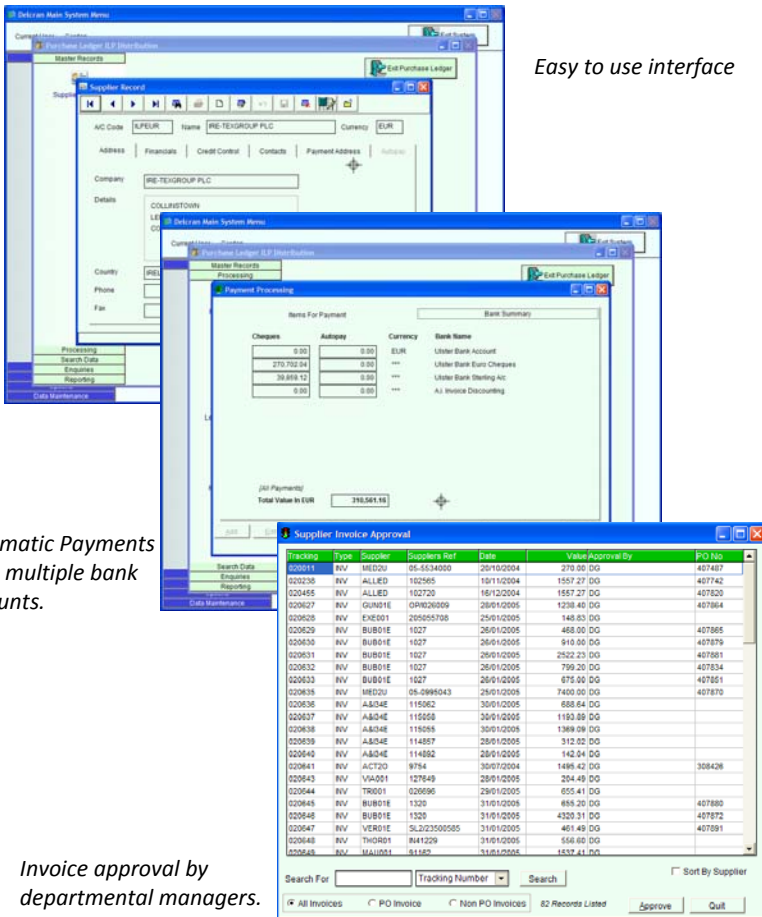 Delcran Main System Menu
Exit System
Purchase Ledger ILP Distribution
Master Records
Exit Purchase Ledger
Easy to use interface
Supplier Record
A/C Code ILFEUR Name IRE-TEXGROUP PLC Currency EUR
Address Financials Credit Control Contacts Payment Address Autopay
Company IRE-TEXGROUP PLC
Details COLLINSTOWN
Country
Phone
Fax
Processing
Search Data
Enquiries
Reporting
Data Maintenance
Delcran Main System Menu
Exit System
Purchase Ledger ILP Distribution
Master Records
Processing
Exit Purchase Ledger
Payment Processing
Items For Payment Bank Summary
Cheques Autopay Currency Bank Name
0.00 0.00 EUR Ulster Bank Account
270,702.04 0.00 *** Ulster Bank Euro Cheques
39,859.12 0.00 *** Ulster Bank Sterling A/c
0.00 0.00 *** A.I. Invoice Discounting
[All Payments]
Total Value In EUR 310,561.16
Search Data
Enquiries
Reporting
Data Maintenance
matic Payments
multiple bank
unts.
Supplier Invoice Approval
Tracking Type Supplier Suppliers Ref Date Value Approval By PO No
020011 INV MED2U 05-5534000 20/10/2004 270.00 DG 407487
020238 INV ALLIED 102565 10/11/2004 1557.27 DG 407742
020455 INV ALLIED 102720 16/12/2004 1557.27 DG 407820
020627 INV GUN01E OP/I026009 28/01/2005 1238.40 DG 407864
020628 INV EXE001 205055708 25/01/2005 148.83 DG
020629 INV BUB01E 1027 26/01/2005 468.00 DG 407865
020630 INV BUB01E 1027 26/01/2005 910.00 DG 407879
020631 INV BUB01E 1027 26/01/2005 2522.23 DG 407881
020632 INV BUB01E 1027 26/01/2005 799.20 DG 407834
020633 INV BUB01E 1027 26/01/2005 675.00 DG 407851
020635 INV MED2U 05-0995043 25/01/2005 7400.00 DG 407870
020636 INV A&I34E 115062 30/01/2005 688.64 DG
020637 INV A&I34E 115058 30/01/2005 1193.89 DG
020638 INV A&I34E 115055 30/01/2005 1369.09 DG
020639 INV A&I34E 114857 28/01/2005 312.02 DG
020640 INV A&I34E 114892 28/01/2005 142.04 DG
020641 INV ACT2O 9754 30/07/2004 1495.42 DG 308426
020643 INV VIA001 127649 28/01/2005 204.49 DG
020644 INV TRI001 026696 29/01/2005 655.41 DG
020645 INV BUB01E 1320 31/01/2005 655.20 DG 407880
020646 INV BUB01E 1320 31/01/2005 4320.31 DG 407872
020647 INV VER01E SL2/23500585 31/01/2005 461.49 DG 407891
020648 INV THOR01 IN41229 31/01/2005 556.60 DG
020649 INV MAU001 91162 31/01/2005 1537.41 DG
Search For Tracking Number Search Sort By Supplier
All Invoices PO Invoice Non PO Invoices 82 Records Listed Approve Quit
Invoice approval by
departmental managers.